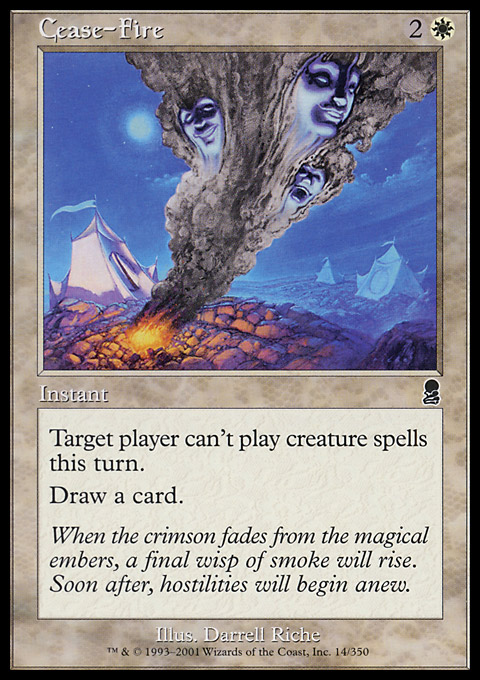 Cease-Fire 2
Instant
Target player can't play creature spells
this turn.
Draw a card.
When the crimson fades from the magical
embers, a final wisp of smoke will rise.
Soon after, hostilities will begin anew.
Illus. Darrell Riche
™ & © 1993–2001 Wizards of the Coast, Inc. 14/350